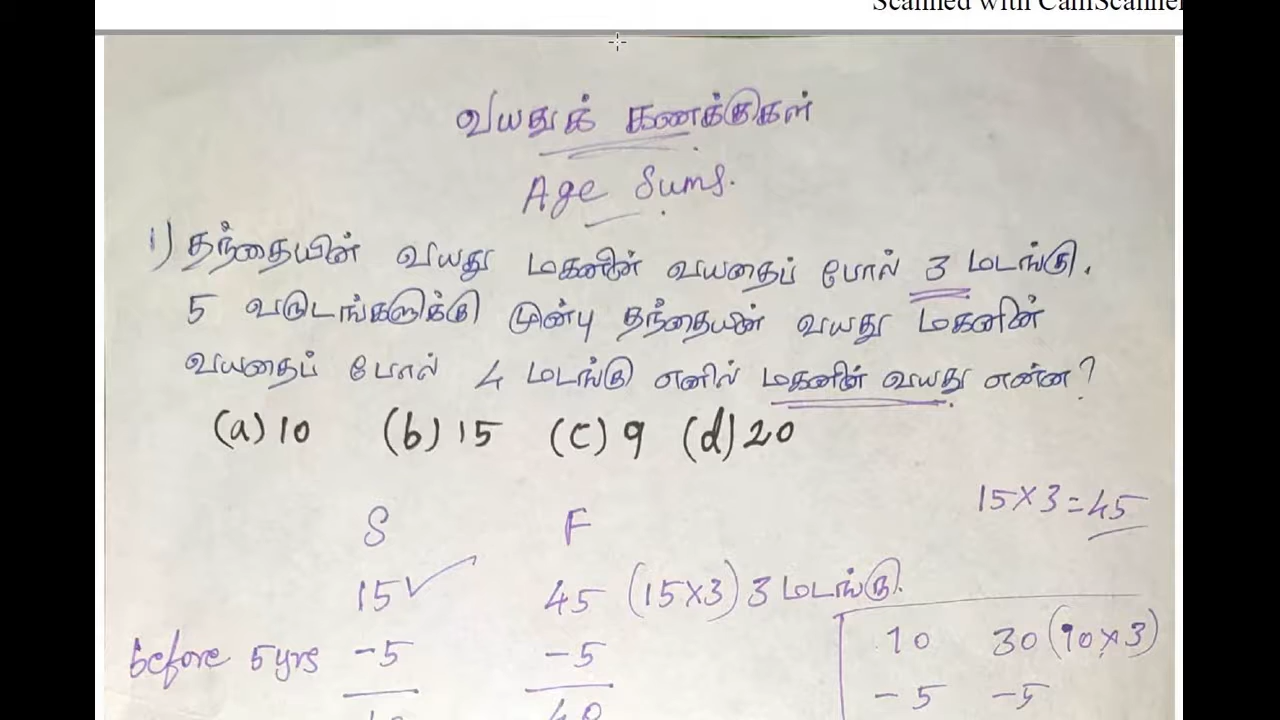 Scanned with CamScanner
வயதுக் கணக்குகள்
Age Sums.
1) தந்தையின் வயது மகனின் வயதைப் போல் 3 மடங்கு.
5 வருடங்களுக்கு முன்பு தந்தையின் வயது மகனின்
வயதைப் போல் 4 மடங்கு எனில் மகனின் வயது என்ன?
(a) 10 (b) 15 (c) 9 (d) 20
15×3=45
S F
15✓ 45 (15×3) 3 மடங்கு.
10 30 (10×3)
before 5yrs -5 -5
-5 -5
10 40